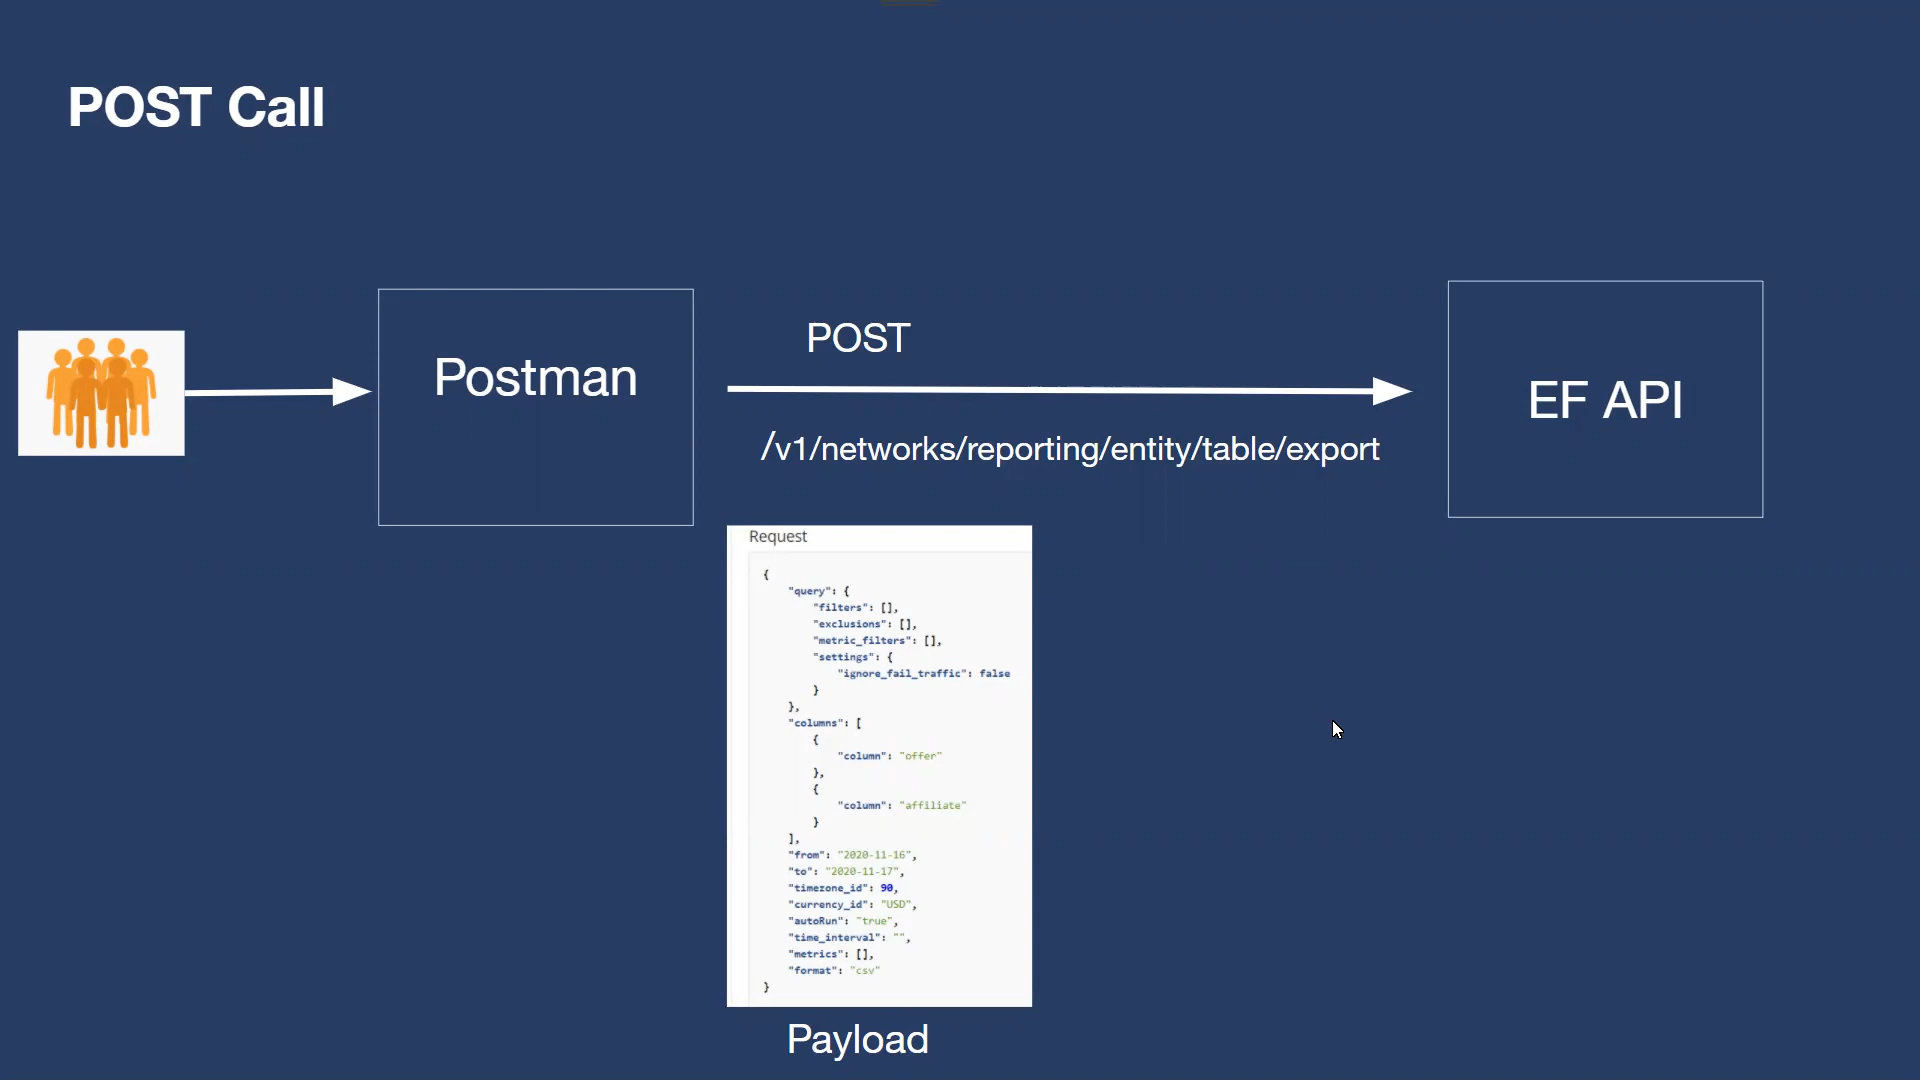 POST Call
Postman
POST
/v1/networks/reporting/entity/table/export
EF API
Request
{
"query": {
"filters": [],
"exclusions": [],
"metric_filters": [],
"settings": {
"ignore_fail_traffic": false
}
},
"columns": [
{
"column": "offer"
},
{
"column": "affiliate"
}
],
"from": "2020-11-16",
"to": "2020-11-17",
"timezone_id": 90,
"currency_id": "USD",
"autoRun": "true",
"time_interval": "",
"metrics": [],
"format": "csv"
}
Payload